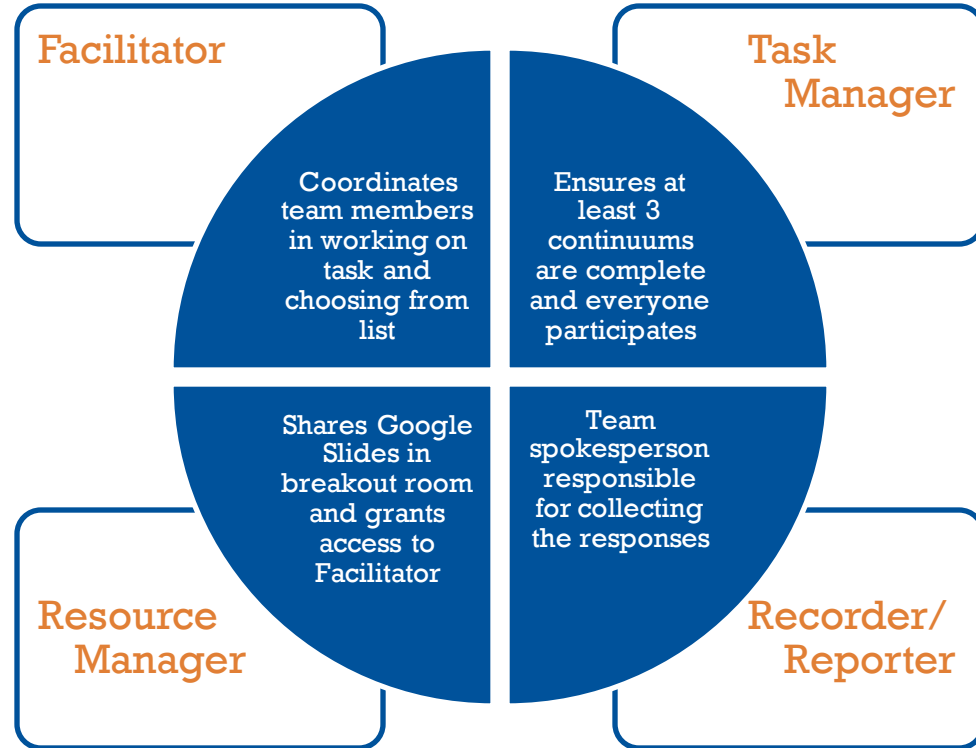 Facilitator
Coordinates
team members
in working on
task and
choosing from
list
Task
Manager
Ensures at
least 3
continuums
are complete
and everyone
participates
Resource
Manager
Shares Google
Slides in
breakout room
and grants
access to
Facilitator
Recorder/
Reporter
Team
spokesperson
responsible
for collecting
the responses